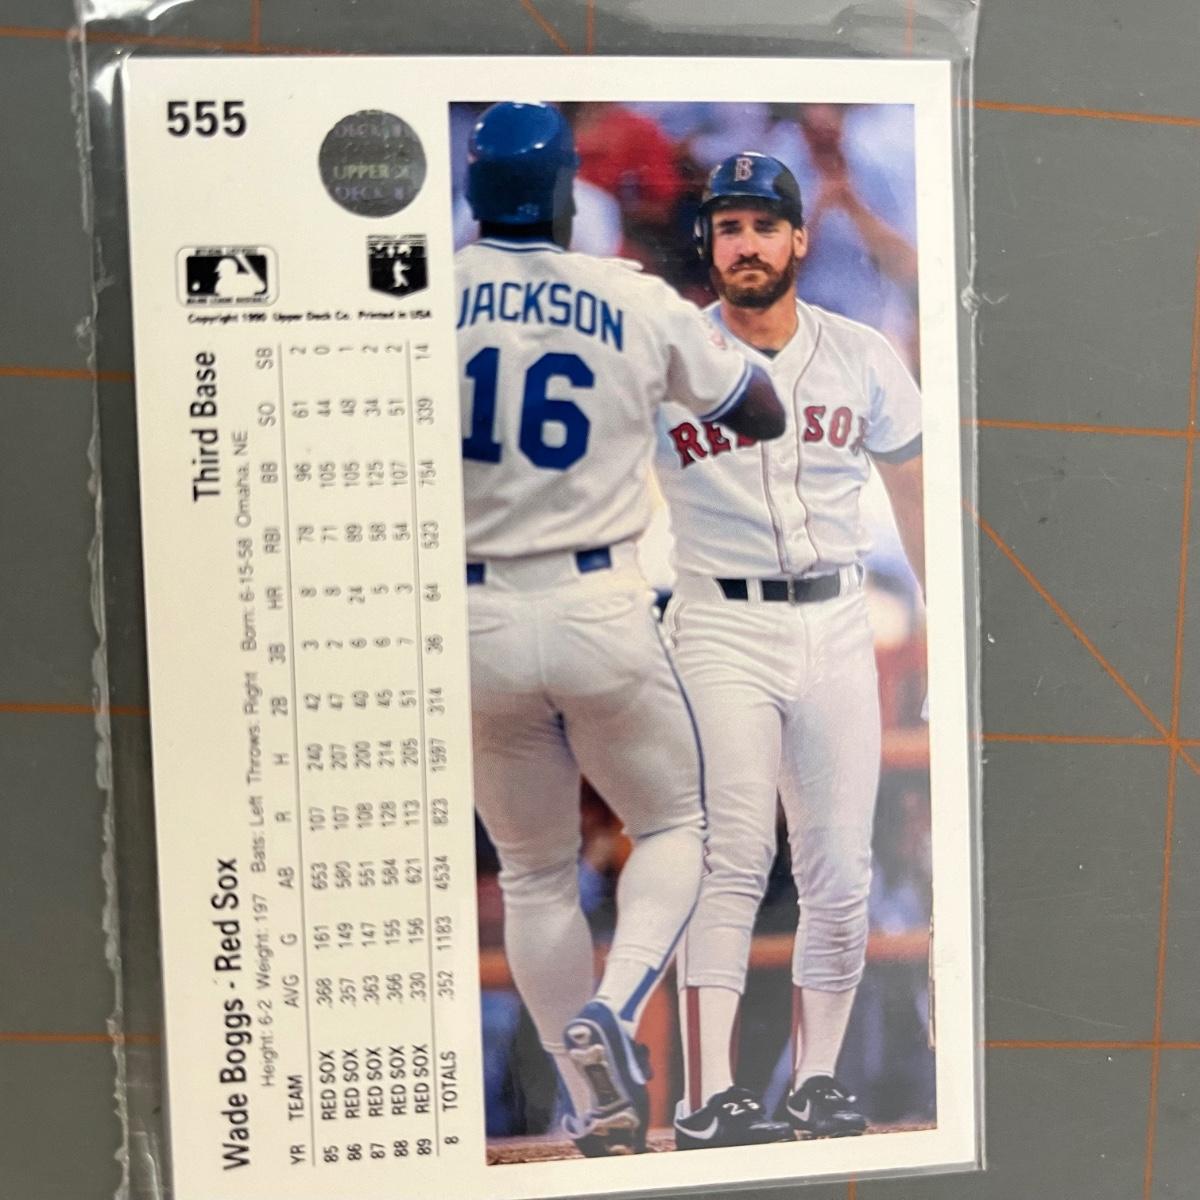 555
DECK
UPPER
DECK
Copyright 1990 Upper Deck Co. Printed in USA
Wade Boggs - Red Sox Third Base
Height: 6-2 Weight: 197 Bats: Left Throws: Right Born: 6-15-58 Omaha, NE
YR TEAM AVG G AB R H 2B 3B HR RBI BB SO SB
85 RED SOX .368 161 653 107 240 42 3 8 78 96 61 2
86 RED SOX .357 149 580 107 207 47 2 8 71 105 44 0
87 RED SOX .363 147 551 108 200 40 6 24 89 105 48 1
88 RED SOX .366 155 584 128 214 45 6 5 58 125 34 2
89 RED SOX .330 156 621 113 205 51 7 3 54 107 51 2
8 TOTALS .352 1183 4534 823 1597 314 36 64 523 754 339 14
B
JACKSON
16
RED SOX